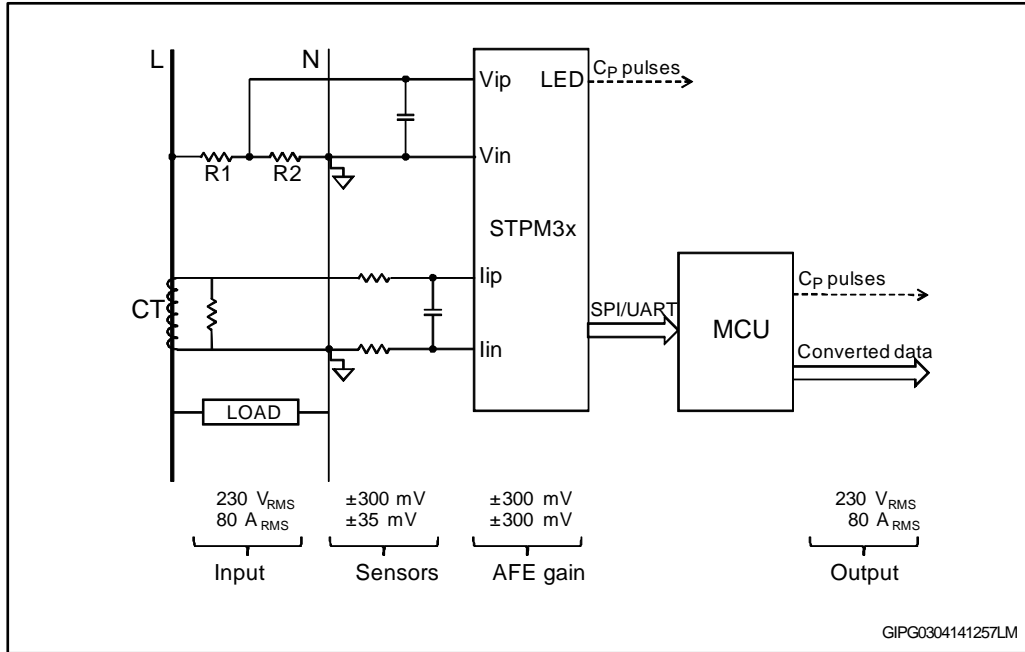 L
N
Vip
LED
CP pulses
R1
R2
Vin
STPM3x
Iip
CT
SPI/UART
MCU
CP pulses
Iin
Converted data
LOAD
230 VRMS
80 ARMS
±300 mV
±35 mV
±300 mV
±300 mV
230 VRMS
80 ARMS
Input
Sensors
AFE gain
Output
GIPG0304141257LM